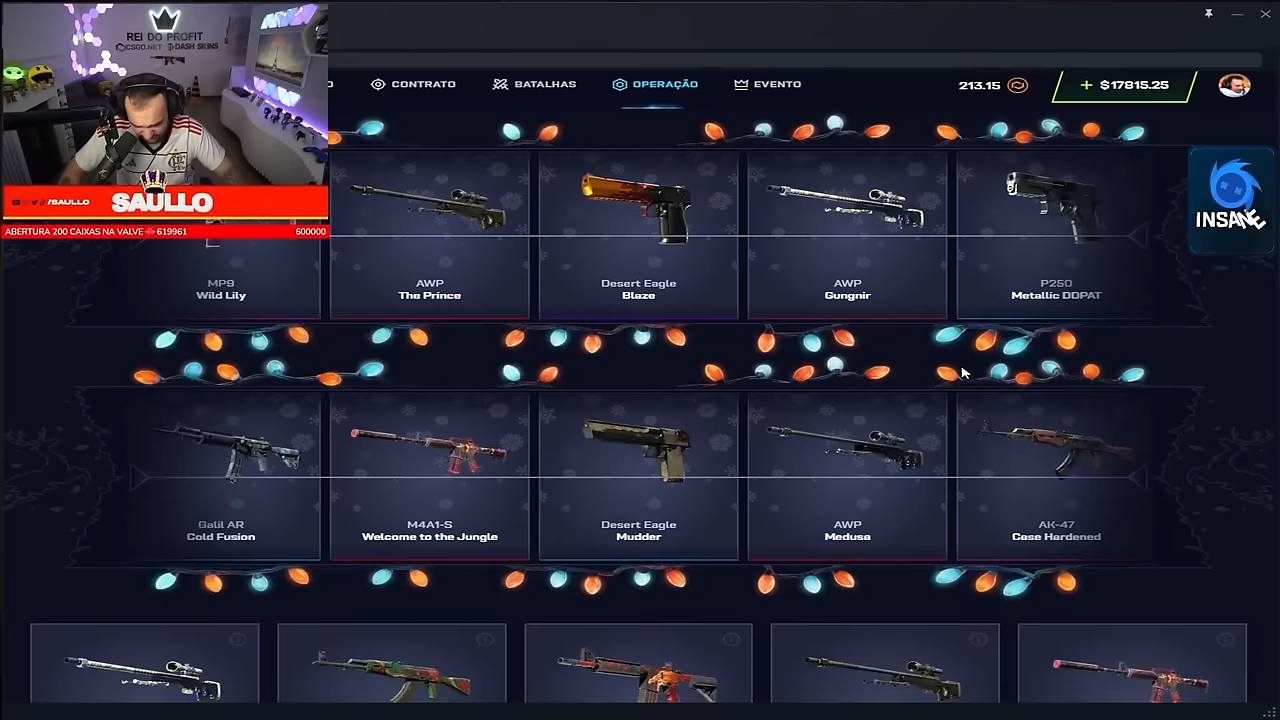 REI DO PROFIT
CSGO.NET DASH SKINS
/SAULLO
SAULLO
ABERTURA 200 CAIXAS NA VALVE 619961
600000
CONTRATO
BATALHAS
OPERAÇÃO
EVENTO
213.15
+ $17815.25
INSANE
MP9
Wild Lily
AWP
The Prince
Desert Eagle
Blaze
AWP
Gungnir
P250
Metallic DDPAT
Galil AR
Cold Fusion
M4A1-S
Welcome to the Jungle
Desert Eagle
Mudder
AWP
Medusa
AK-47
Case Hardened